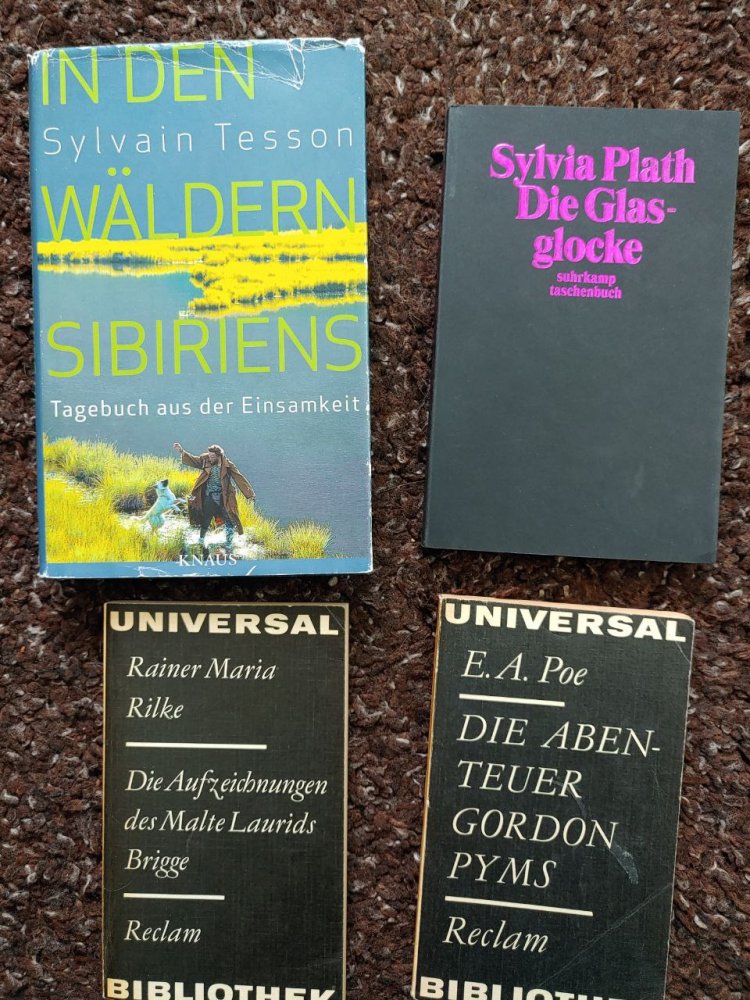 IN DEN
Sylvain Tesson
WÄLDERN
SIBIRIENS
Tagebuch aus der Einsamkeit
KNAUS
Sylvia Plath
Die Glas-
glocke
suhrkamp
taschenbuch
UNIVERSAL
Rainer Maria
Rilke
Die Aufzeichnungen
des Malte Laurids
Brigge
Reclam
BIBLIOTHEK
UNIVERSAL
E. A. Poe
DIE ABEN-
TEUER
GORDON
PYMS
Reclam
BIBLIOTHEK